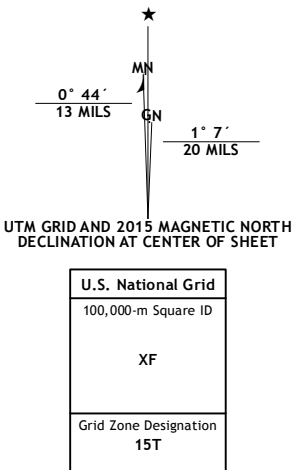 ★
MN
0° 44´
13 MILS
GN
1° 7´
20 MILS
UTM GRID AND 2015 MAGNETIC NORTH
DECLINATION AT CENTER OF SHEET
U.S. National Grid
100,000-m Square ID
XF
Grid Zone Designation
15T